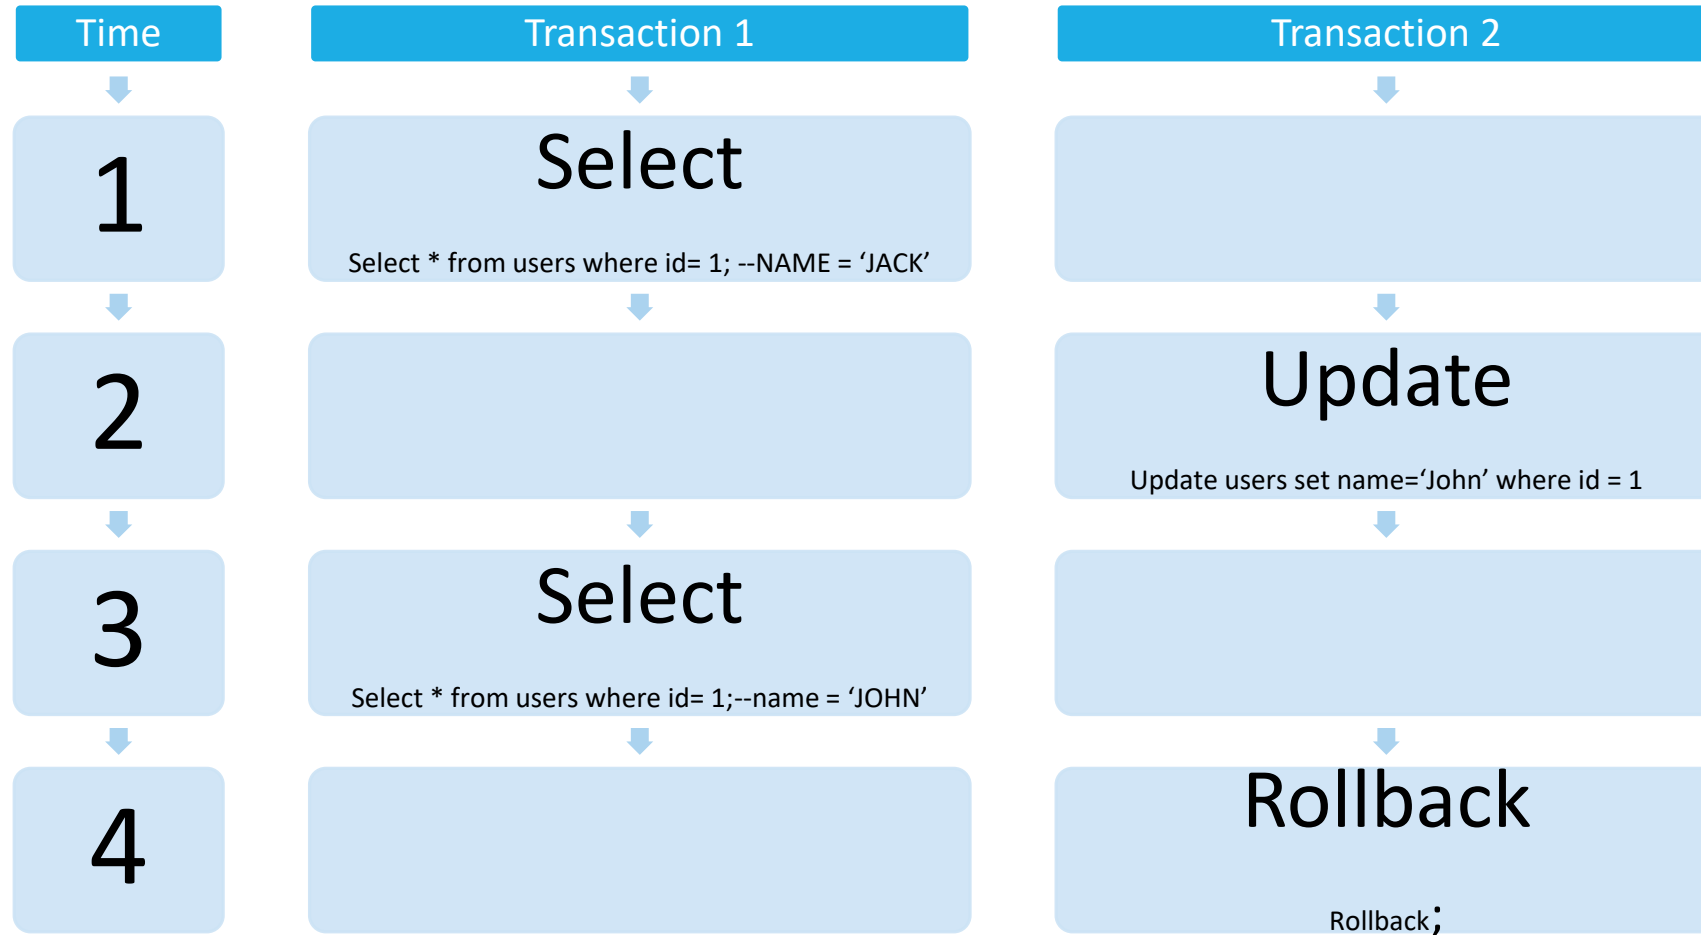 Time
Transaction 1
Transaction 2
1
Select
Select * from users where id= 1; --NAME = ‘JACK’
2
Update
Update users set name=‘John’ where id = 1
3
Select
Select * from users where id= 1;--name = ‘JOHN’
4
Rollback
Rollback;